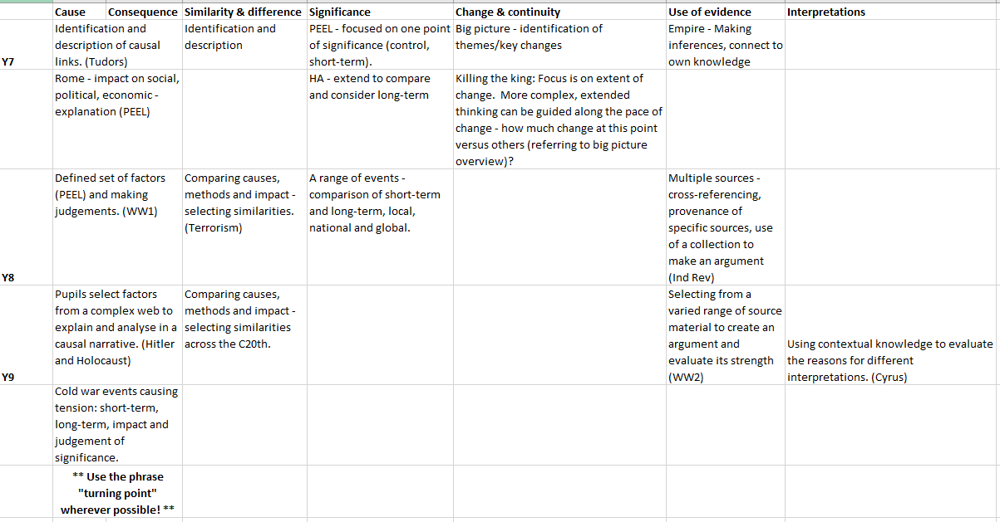 Cause Consequence Similarity & difference Significance Change & continuity Use of evidence Interpretations
Y7
Identification and
description of causal
links. (Tudors)
Identification and
description
PEEL - focused on one point
of significance (control,
short-term).
Big picture - identification of
themes/key changes
Empire - Making
inferences, connect to
own knowledge
Rome - impact on social,
political, economic -
explanation (PEEL)
HA - extend to compare
and consider long-term
Killing the king: Focus is on extent of
change. More complex, extended
thinking can be guided along the pace of
change - how much change at this point
versus others (referring to big picture
overview)?
Y8
Defined set of factors
(PEEL) and making
judgements. (WW1)
Comparing causes,
methods and impact -
selecting similarities.
(Terrorism)
A range of events -
comparison of short-term
and long-term, local,
national and global.
Multiple sources -
cross-referencing,
provenance of
specific sources, use
of a collection to
make an argument
(Ind Rev)
Y9
Pupils select factors
from a complex web to
explain and analyse in a
causal narrative. (Hitler
and Holocaust)
Comparing causes,
methods and impact -
selecting similarities
across the C20th.
Selecting from a
varied range of source
material to create an
argument and
evaluate its strength
(WW2)
Using contextual knowledge to evaluate
the reasons for different
interpretations. (Cyrus)
Cold war events causing
tension: short-term,
long-term, impact and
judgement of
significance.
** Use the phrase
"turning point"
wherever possible! **